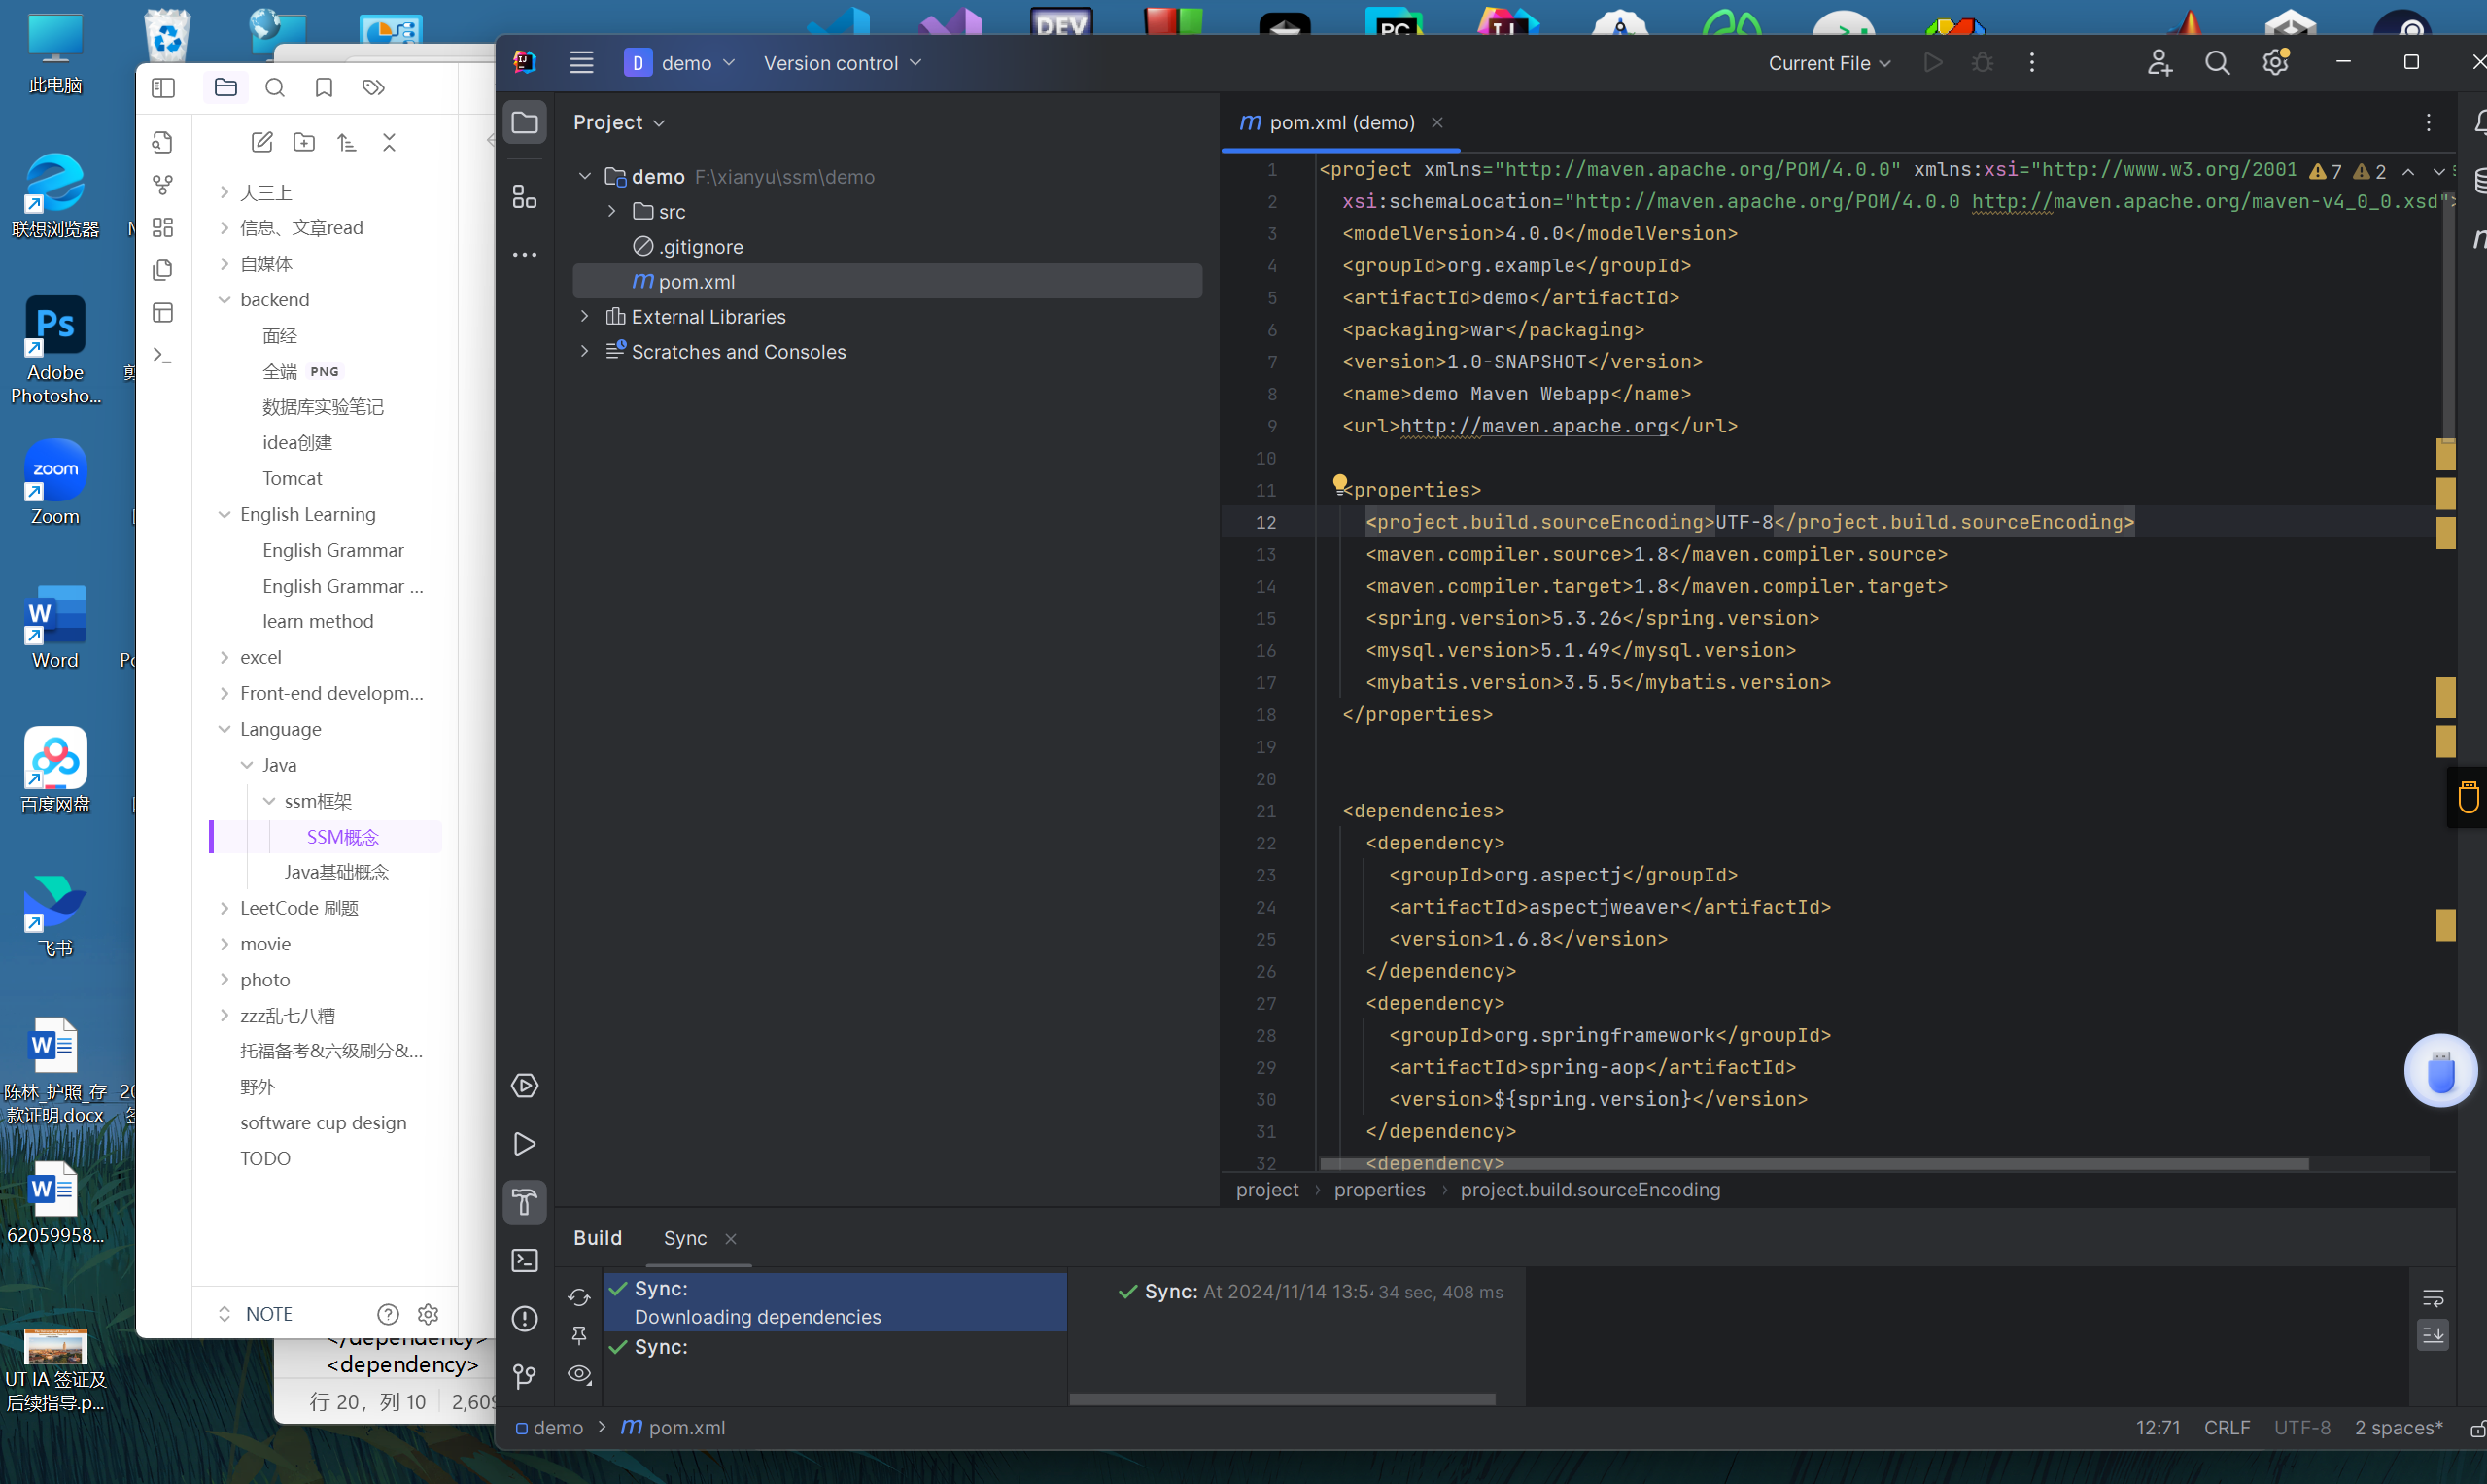 此电脑
联想浏览器
Adobe
Photosho...
Zoom
Word
百度网盘
飞书
陈林_护照_存
款证明.docx
62059958...
UT IA 签证及
后续指导.p...
DEV
PC
IJ
大三上
信息、文章read
自媒体
backend
面经
全端 PNG
数据库实验笔记
idea创建
Tomcat
English Learning
English Grammar
English Grammar ...
learn method
excel
Front-end developm...
Language
Java
ssm框架
SSM概念
Java基础概念
LeetCode 刷题
movie
photo
zzz乱七八糟
托福备考&六级刷分&...
野外
software cup design
TODO
NOTE
</dependency>
<dependency>
行 20，列 10
2,609
D demo Version control
Current File
Project
demo F:\xianyu\ssm\demo
src
.gitignore
pom.xml
External Libraries
Scratches and Consoles
pom.xml (demo)
7 2
1 <project xmlns="http://maven.apache.org/POM/4.0.0" xmlns:xsi="http://www.w3.org/2001
2 xsi:schemaLocation="http://maven.apache.org/POM/4.0.0 http://maven.apache.org/maven-v4_0_0.xsd">
3 <modelVersion>4.0.0</modelVersion>
4 <groupId>org.example</groupId>
5 <artifactId>demo</artifactId>
6 <packaging>war</packaging>
7 <version>1.0-SNAPSHOT</version>
8 <name>demo Maven Webapp</name>
9 <url>http://maven.apache.org</url>
10
11 <properties>
12 <project.build.sourceEncoding>UTF-8</project.build.sourceEncoding>
13 <maven.compiler.source>1.8</maven.compiler.source>
14 <maven.compiler.target>1.8</maven.compiler.target>
15 <spring.version>5.3.26</spring.version>
16 <mysql.version>5.1.49</mysql.version>
17 <mybatis.version>3.5.5</mybatis.version>
18 </properties>
19
20
21 <dependencies>
22 <dependency>
23 <groupId>org.aspectj</groupId>
24 <artifactId>aspectjweaver</artifactId>
25 <version>1.6.8</version>
26 </dependency>
27 <dependency>
28 <groupId>org.springframework</groupId>
29 <artifactId>spring-aop</artifactId>
30 <version>${spring.version}</version>
31 </dependency>
32 <dependency>
project › properties › project.build.sourceEncoding
Build Sync
Sync:
Downloading dependencies
Sync:
Sync: At 2024/11/14 13:5 34 sec, 408 ms
demo > pom.xml
12:71 CRLF UTF-8 2 spaces*